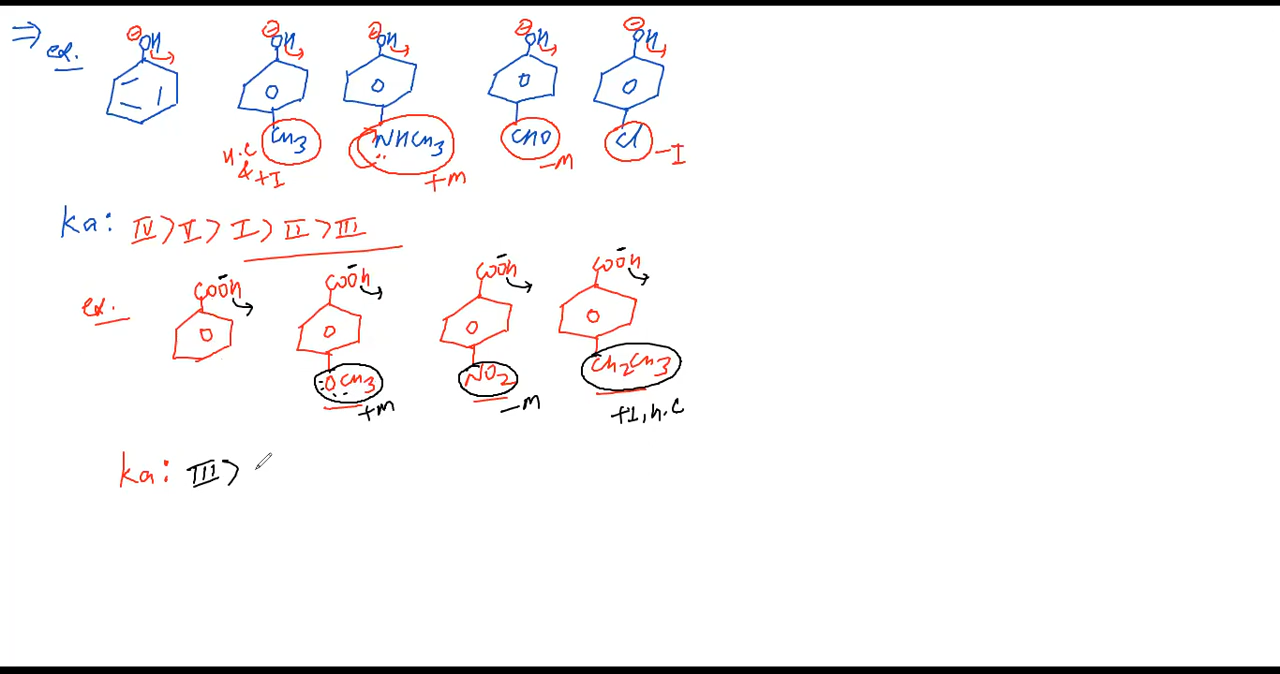 ⇒ ex. ⊖OH ⊖OH ⊖OH ⊖OH ⊖OH
CH3 NHCH3 CHO Cl
H.C & +I +M -M -I
ka: IV > V > I > II > III
ex. COOH COOH COOH COOH
OCH3 NO2 CH2CH3
+M -M +I, H.C
ka: III >